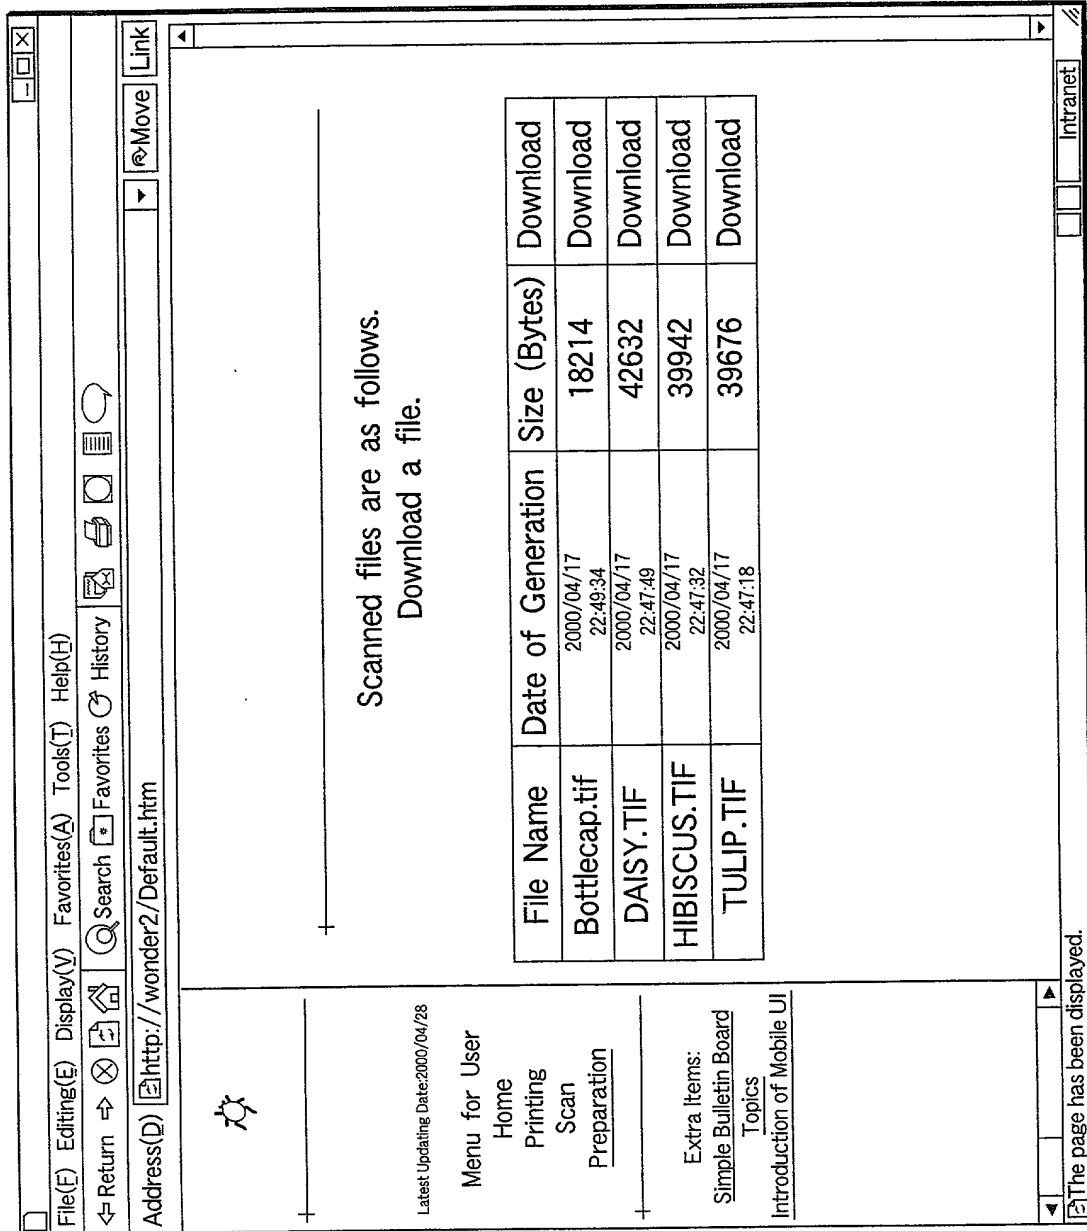 File(F) Editing(E) Display(V) Favorites(A) Tools(T) Help(H)
Return Search Favorites History
Address(D) http://wonder2/Default.htm Move Link
Latest Updating Date:2000/04/28
Menu for User
Home
Printing
Scan
Preparation
Extra Items:
Simple Bulletin Board
Topics
Introduction of Mobile UI
Scanned files are as follows.
Download a file.
File Name Date of Generation Size (Bytes) Download
Bottlecap.tif 2000/04/17 22:49:34 18214 Download
DAISY.TIF 2000/04/17 22:47:49 42632 Download
HIBISCUS.TIF 2000/04/17 22:47:32 39942 Download
TULIP.TIF 2000/04/17 22:47:18 39676 Download
The page has been displayed. Intranet